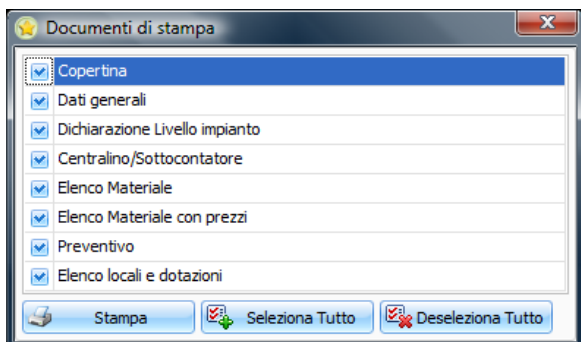 Documenti di stampa
Copertina
Dati generali
Dichiarazione Livello impianto
Centralino/Sottocontatore
Elenco Materiale
Elenco Materiale con prezzi
Preventivo
Elenco locali e dotazioni
Stampa Seleziona Tutto Deseleziona Tutto